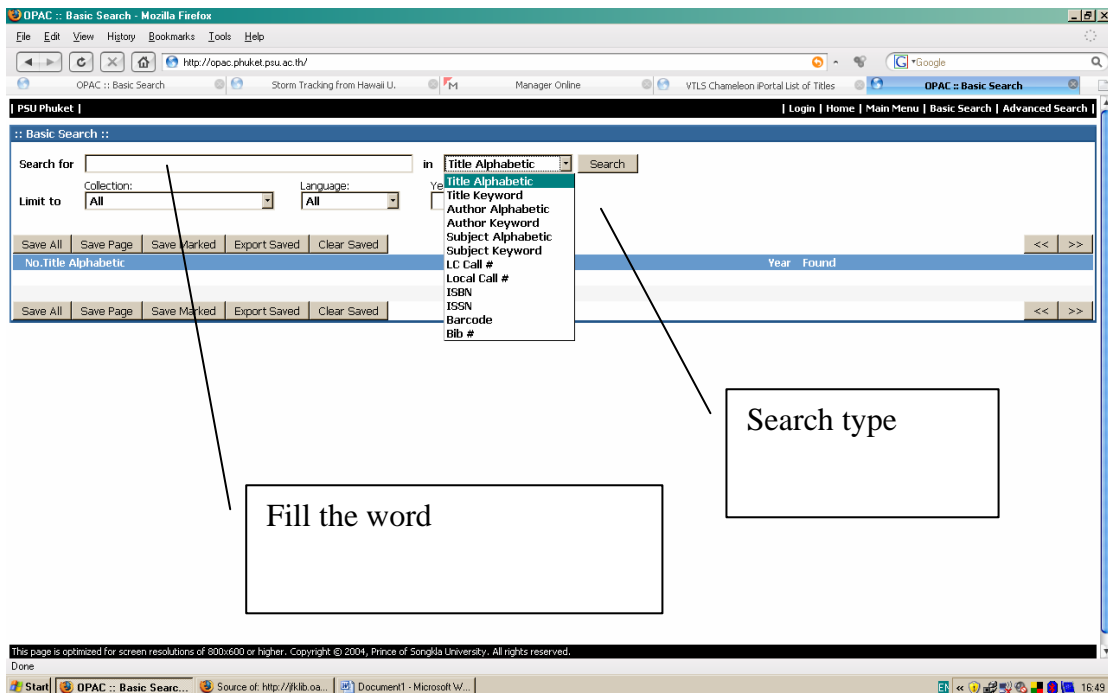 OPAC :: Basic Search - Mozilla Firefox
File Edit View History Bookmarks Tools Help
http://opac.phuket.psu.ac.th/ Google
OPAC :: Basic Search Storm Tracking from Hawaii U. Manager Online VTLS Chameleon iPortal List of Titles OPAC :: Basic Search
| PSU Phuket | | Login | Home | Main Menu | Basic Search | Advanced Search |
:: Basic Search ::
Search for in Title Alphabetic Search
Collection: Language: Ye
Limit to All All
Title Alphabetic
Title Keyword
Author Alphabetic
Author Keyword
Subject Alphabetic
Subject Keyword
LC Call #
Local Call #
ISBN
ISSN
Barcode
Bib #
Save All Save Page Save Marked Export Saved Clear Saved << >>
No. Title Alphabetic Year Found
Save All Save Page Save Marked Export Saved Clear Saved << >>
Search type
Fill the word
This page is optimized for screen resolutions of 800x600 or higher. Copyright © 2004, Prince of Songkla University. All rights reserved.
Done
Start OPAC :: Basic Searc... Source of: http://jfklib.oa... Document1 - Microsoft W... EN « 16:49